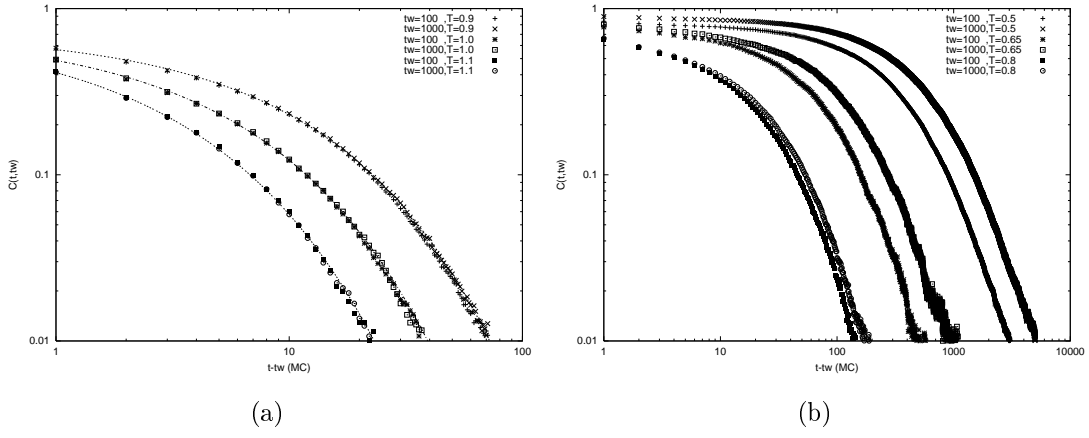 tw=100 ,T=0.9
tw=1000,T=0.9
tw=100 ,T=1.0
tw=1000,T=1.0
tw=100 ,T=1.1
tw=1000,T=1.1
1
0.1
0.01
C(t,tw)
1 10 100
t-tw (MC)
(a)
tw=100 ,T=0.5
tw=1000,T=0.5
tw=100 ,T=0.65
tw=1000,T=0.65
tw=100 ,T=0.8
tw=1000,T=0.8
1
0.1
0.01
C(t,tw)
1 10 100 1000 10000
t-tw (MC)
(b)